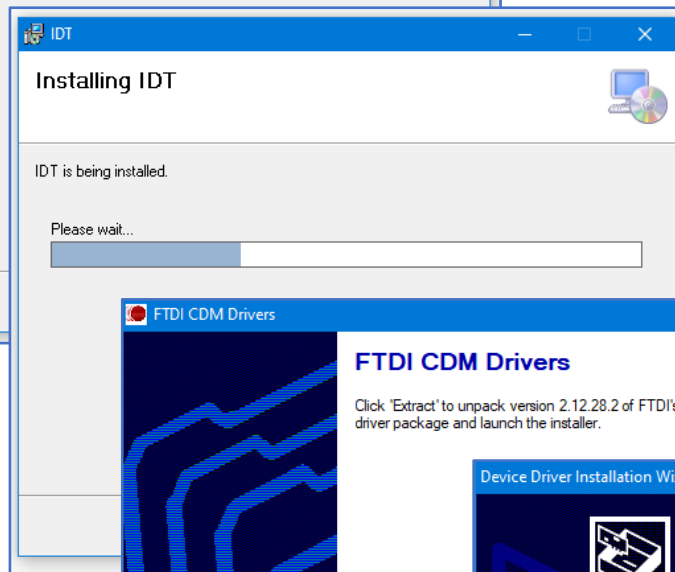 IDT
Installing IDT
IDT is being installed.
Please wait...
FTDI CDM Drivers
FTDI CDM Drivers
Click 'Extract' to unpack version 2.12.28.2 of FTDI's
driver package and launch the installer.
Device Driver Installation